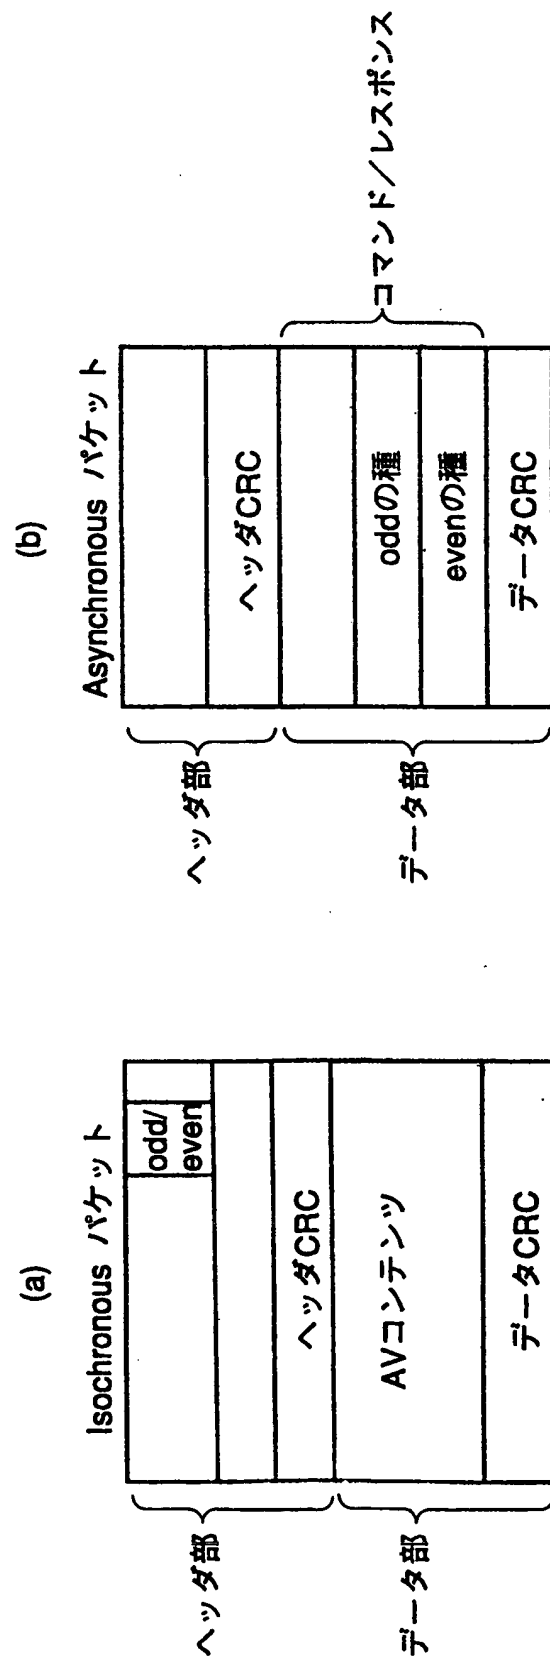 (a)
Isochronous パケット
ヘッダ部
odd/
even
ヘッダCRC
データ部
AVコンテンツ
データCRC
(b)
Asynchronous パケット
ヘッダ部
ヘッダCRC
データ部
oddの種
evenの種
データCRC
コマンド/レスポンス